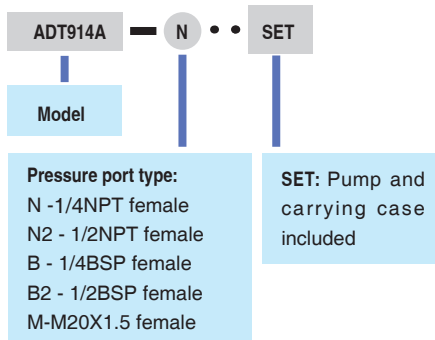 ADT914A — N • • SET
Model
Pressure port type:
N -1/4NPT female
N2 - 1/2NPT female
B - 1/4BSP female
B2 - 1/2BSP female
M-M20X1.5 female
SET: Pump and
carrying case
included